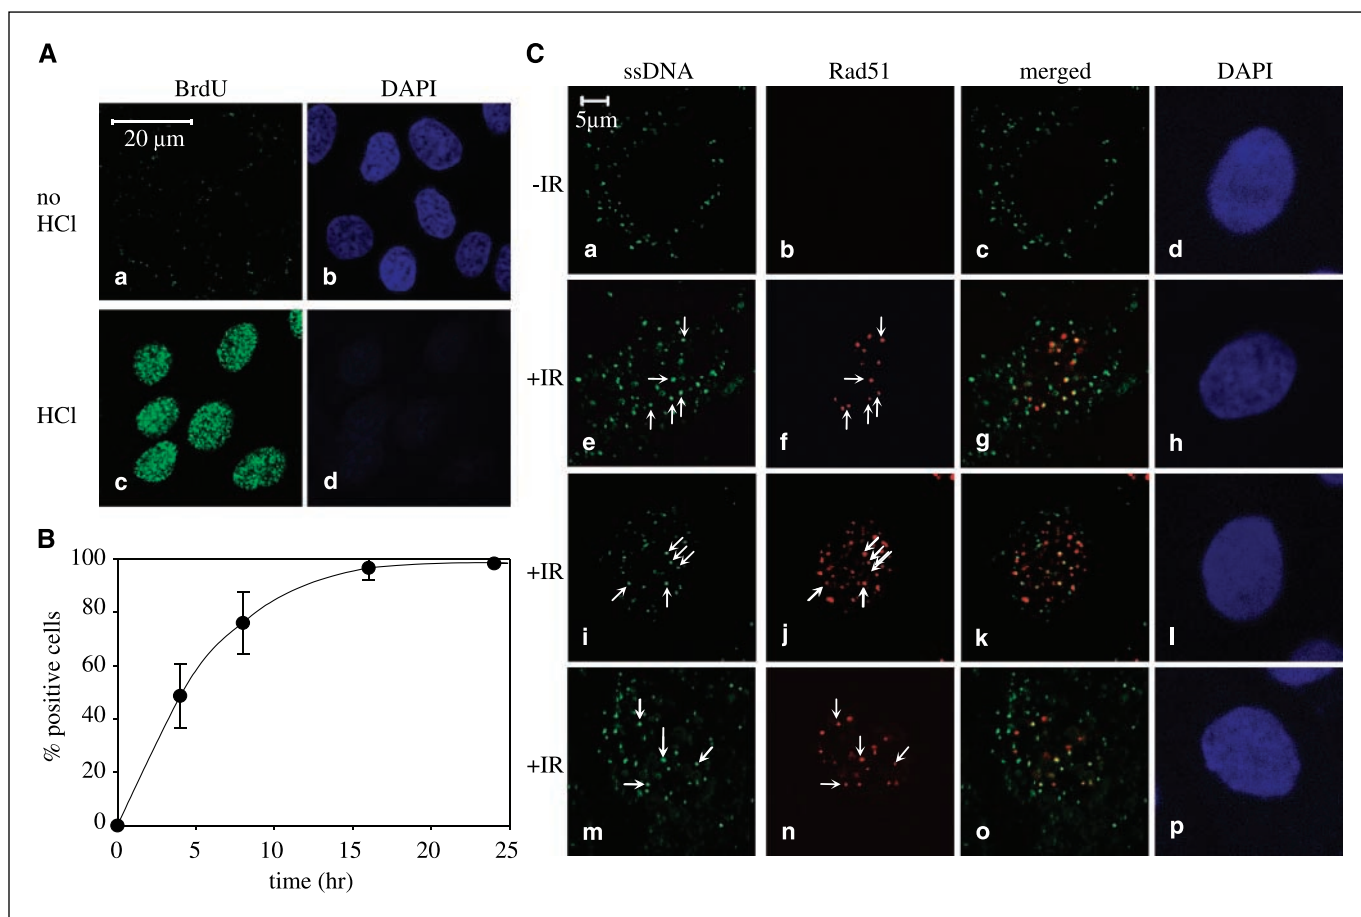 A
BrdU DAPI
20 µm
no
HCl
a b
HCl
c d
B
100
80
60
40
20
0
% positive cells
0 5 10 15 20 25
time (hr)
C
ssDNA Rad51 merged DAPI
5µm
-IR
a b c d
+IR
e f g h
+IR
i j k l
+IR
m n o p